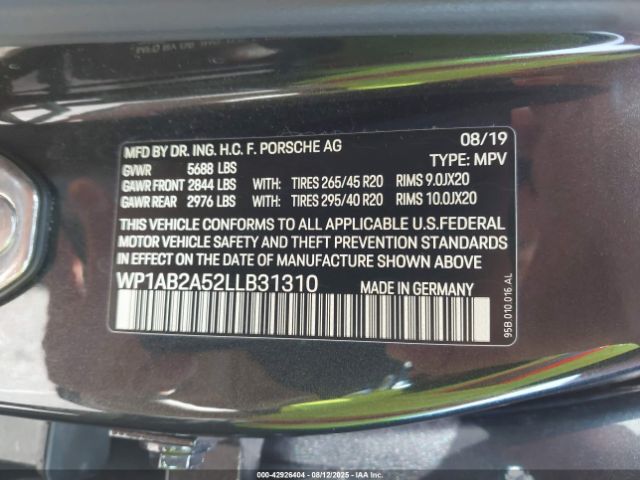 MFD BY DR. ING. H.C. F. PORSCHE AG 08/19
GVWR 5688 LBS TYPE: MPV
GAWR FRONT 2844 LBS WITH: TIRES 265/45 R20 RIMS 9.0JX20
GAWR REAR 2976 LBS WITH: TIRES 295/40 R20 RIMS 10.0JX20
THIS VEHICLE CONFORMS TO ALL APPLICABLE U.S.FEDERAL
MOTOR VEHICLE SAFETY AND THEFT PREVENTION STANDARDS
IN EFFECT ON THE DATE OF MANUFACTURE SHOWN ABOVE
WP1AB2A52LLB31310 MADE IN GERMANY
95B.010.016 AL
000-42926404 - 08/12/2025 - IAAI.COM